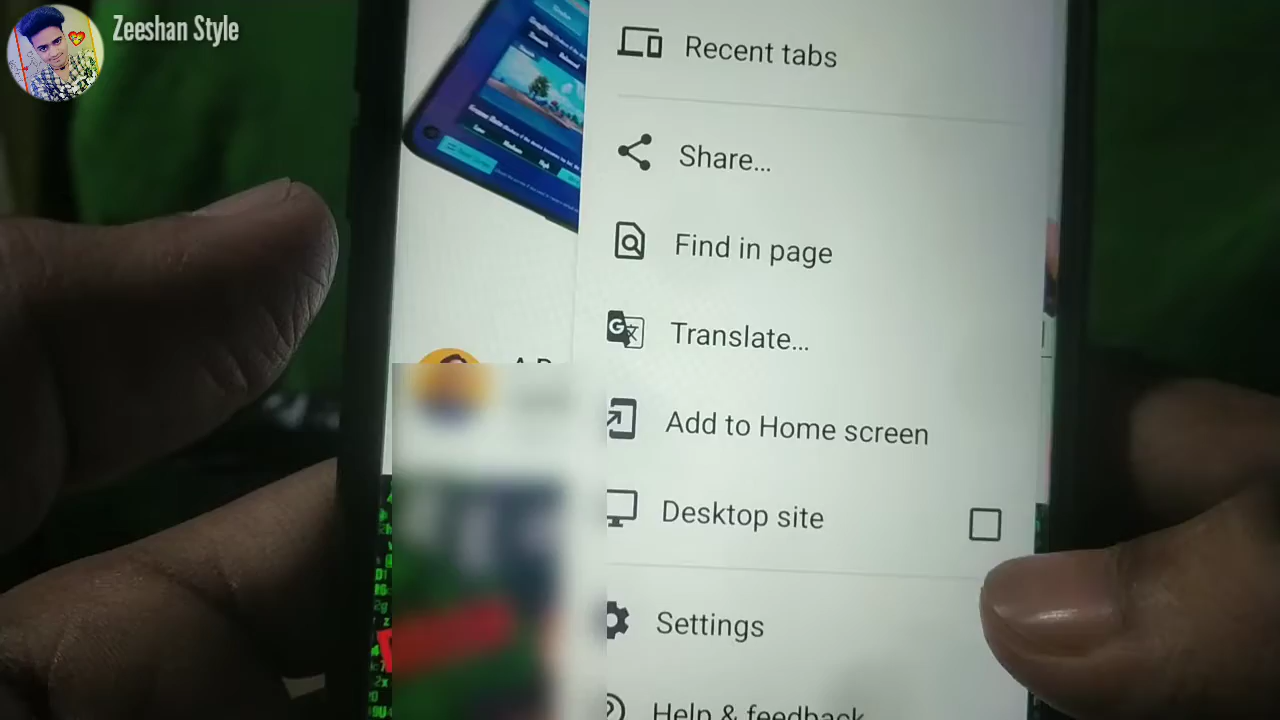 Zeeshan Style
Recent tabs
Share...
Find in page
Translate...
Add to Home screen
Desktop site
Settings
Help & feedback